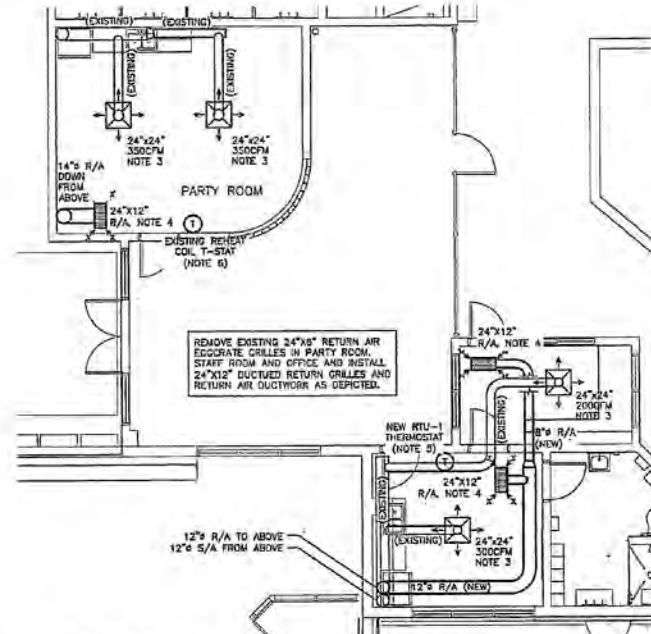 (EXISTING)
(EXISTING)
(EXISTING)
(EXISTING)
24"x24"
350CFM
NOTE 3
24"x24"
350CFM
NOTE 3
14"ø R/A
DOWN
FROM
ABOVE
PARTY ROOM
X
24"X12"
R/A, NOTE 4
T
EXISTING REHEAT
COIL T-STAT
(NOTE 6)
REMOVE EXISTING 24"X6" RETURN AIR
EGGCRATE GRILLES IN PARTY ROOM,
STAFF ROOM AND OFFICE AND INSTALL
24"X12" DUCTUED RETURN GRILLES AND
RETURN AIR DUCTWORK AS DEPICTED.
24"X12"
R/A, NOTE 4
24"x24"
200CFM
NOTE 3
(EXISTING)
8"ø R/A
(NEW)
NEW RTU-1
THERMOSTAT
(NOTE 5)
T
24"X12"
R/A, NOTE 4
(EXISTING)
(EXISTING)
24"x24"
300CFM
NOTE 3
12"ø R/A TO ABOVE
12"ø S/A FROM ABOVE
12"ø R/A (NEW)